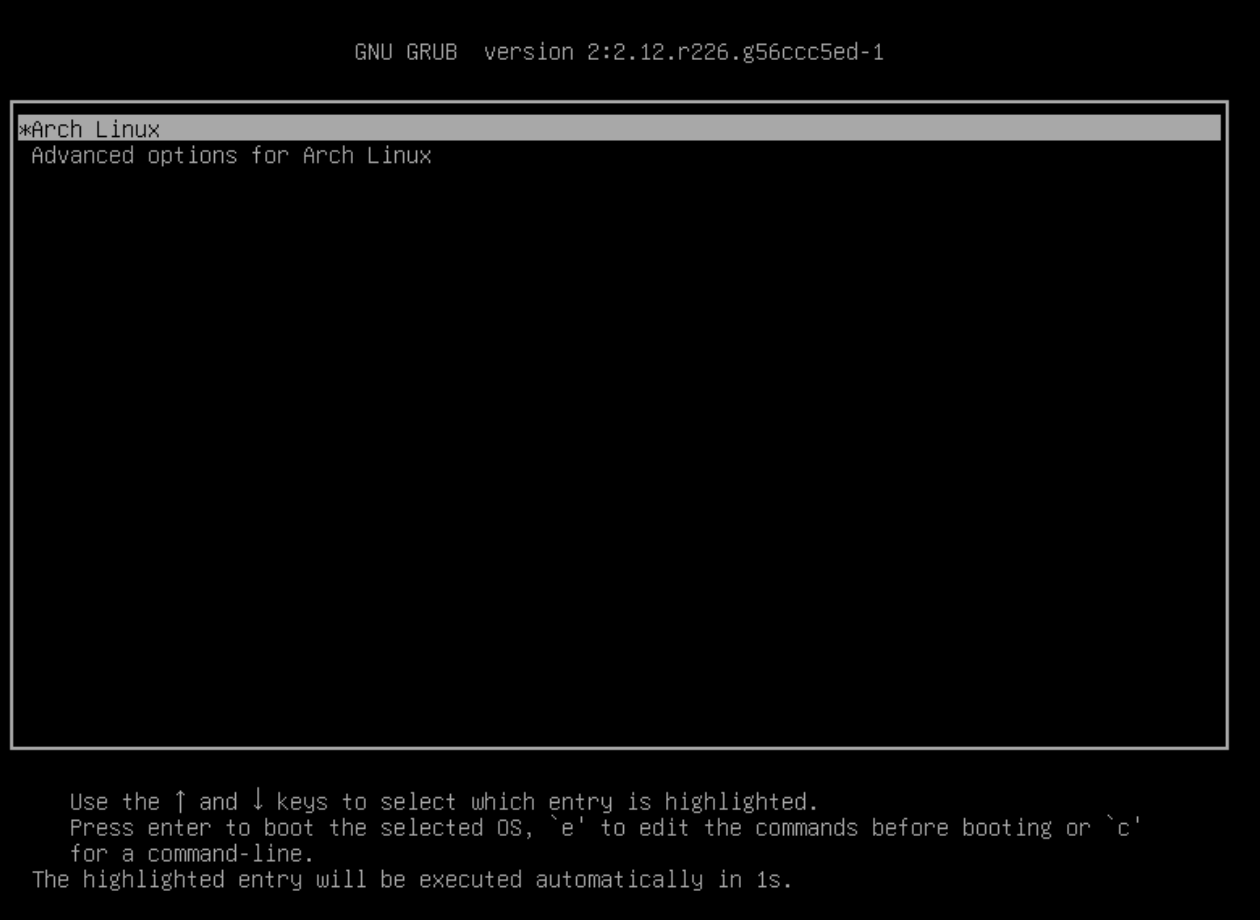 GNU GRUB  version 2:2.12.r226.g56ccc5ed-1
*Arch Linux
Advanced options for Arch Linux
Use the ↑ and ↓ keys to select which entry is highlighted.
Press enter to boot the selected OS, `e' to edit the commands before booting or `c'
for a command-line.
The highlighted entry will be executed automatically in 1s.